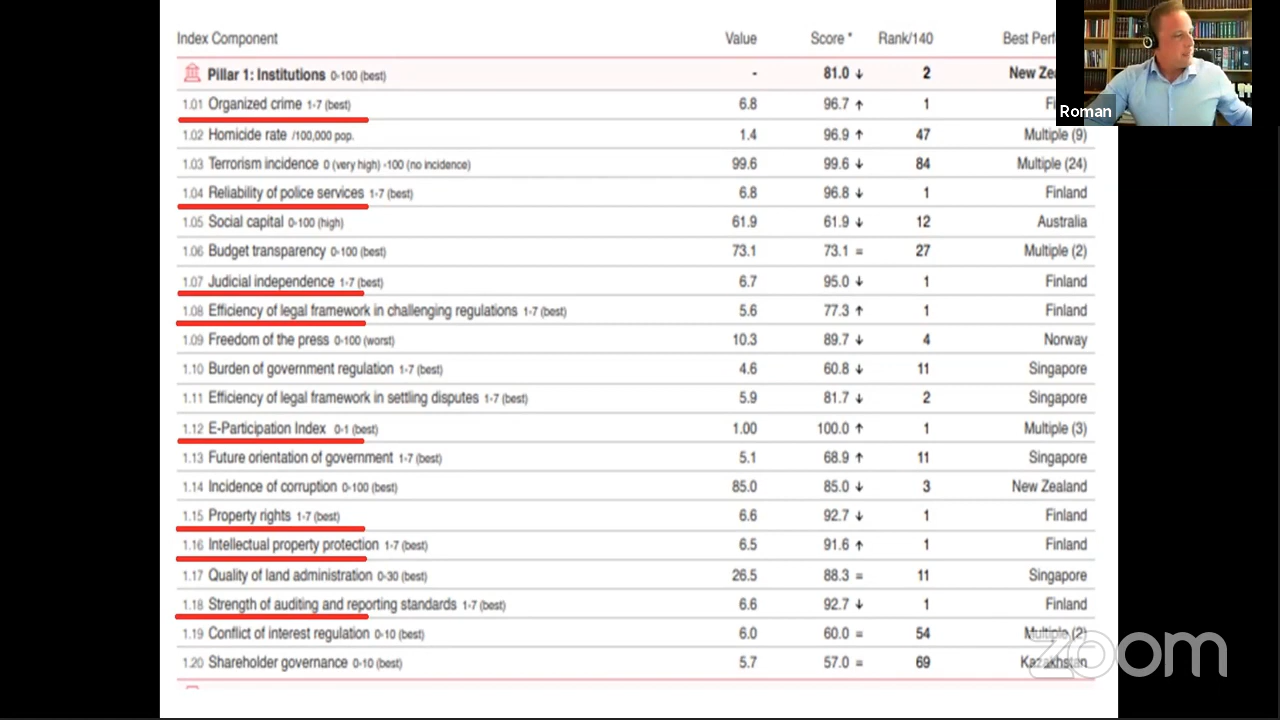 Index Component Value Score * Rank/140 Best Perf
Pillar 1: Institutions 0-100 (best) - 81.0 ↓ 2 New Ze
1.01 Organized crime 1-7 (best) 6.8 96.7 ↑ 1
1.02 Homicide rate /100,000 pop. 1.4 96.9 ↑ 47 Multiple (9)
1.03 Terrorism incidence 0 (very high) -100 (no incidence) 99.6 99.6 ↓ 84 Multiple (24)
1.04 Reliability of police services 1-7 (best) 6.8 96.8 ↓ 1 Finland
1.05 Social capital 0-100 (high) 61.9 61.9 ↓ 12 Australia
1.06 Budget transparency 0-100 (best) 73.1 73.1 = 27 Multiple (2)
1.07 Judicial independence 1-7 (best) 6.7 95.0 ↓ 1 Finland
1.08 Efficiency of legal framework in challenging regulations 1-7 (best) 5.6 77.3 ↑ 1 Finland
1.09 Freedom of the press 0-100 (worst) 10.3 89.7 ↓ 4 Norway
1.10 Burden of government regulation 1-7 (best) 4.6 60.8 ↓ 11 Singapore
1.11 Efficiency of legal framework in settling disputes 1-7 (best) 5.9 81.7 ↓ 2 Singapore
1.12 E-Participation Index 0-1 (best) 1.00 100.0 ↑ 1 Multiple (3)
1.13 Future orientation of government 1-7 (best) 5.1 68.9 ↑ 11 Singapore
1.14 Incidence of corruption 0-100 (best) 85.0 85.0 ↓ 3 New Zealand
1.15 Property rights 1-7 (best) 6.6 92.7 ↓ 1 Finland
1.16 Intellectual property protection 1-7 (best) 6.5 91.6 ↑ 1 Finland
1.17 Quality of land administration 0-30 (best) 26.5 88.3 = 11 Singapore
1.18 Strength of auditing and reporting standards 1-7 (best) 6.6 92.7 ↓ 1 Finland
1.19 Conflict of interest regulation 0-10 (best) 6.0 60.0 = 54 Multiple (2)
1.20 Shareholder governance 0-10 (best) 5.7 57.0 = 69 Kazakhstan
Roman
zoom